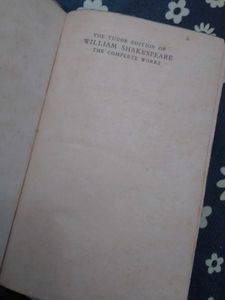 THE TUDOR EDITION OF
WILLIAM SHAKESPEARE
THE COMPLETE WORKS